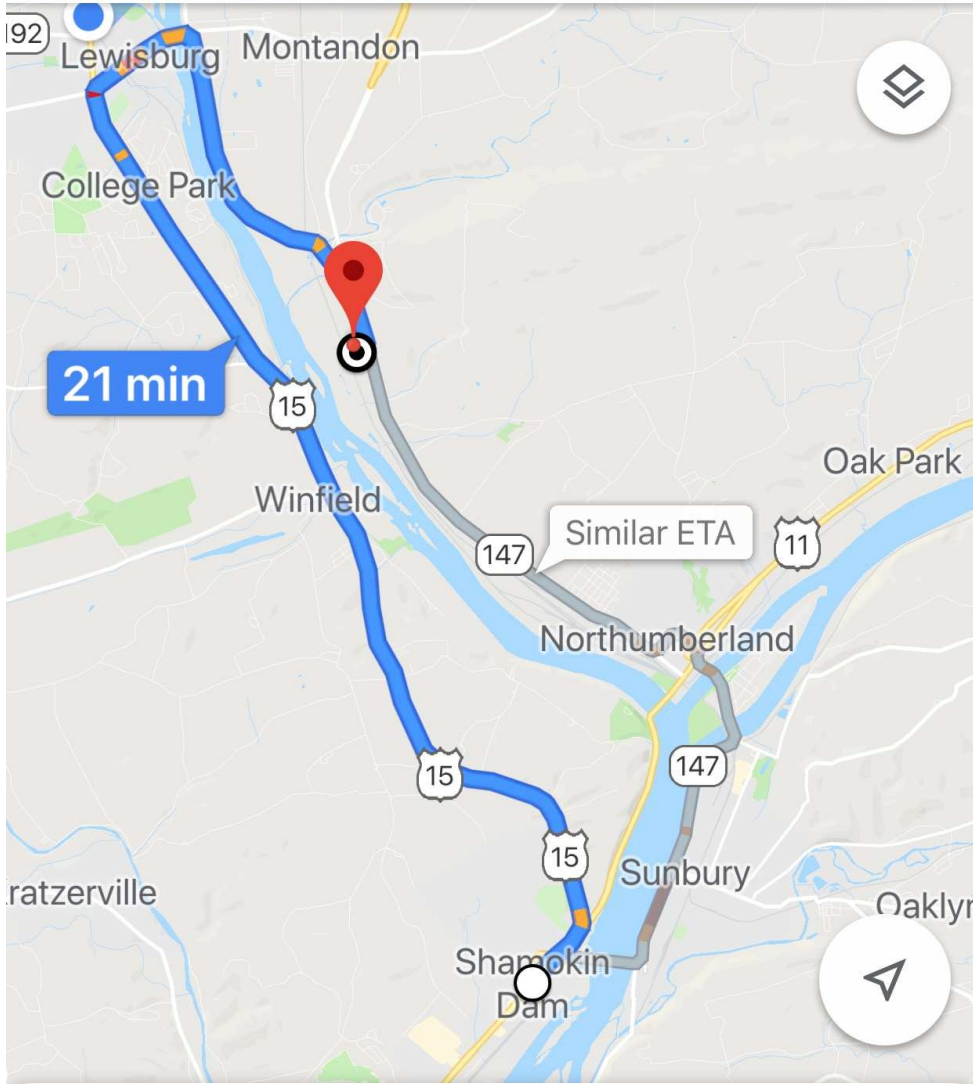 192
Lewisburg
Montandon
College Park
21 min
15
Winfield
Oak Park
Similar ETA
11
147
Northumberland
147
15
15
Sunbury
ratzerville
Oaklyn
Shamokin
Dam